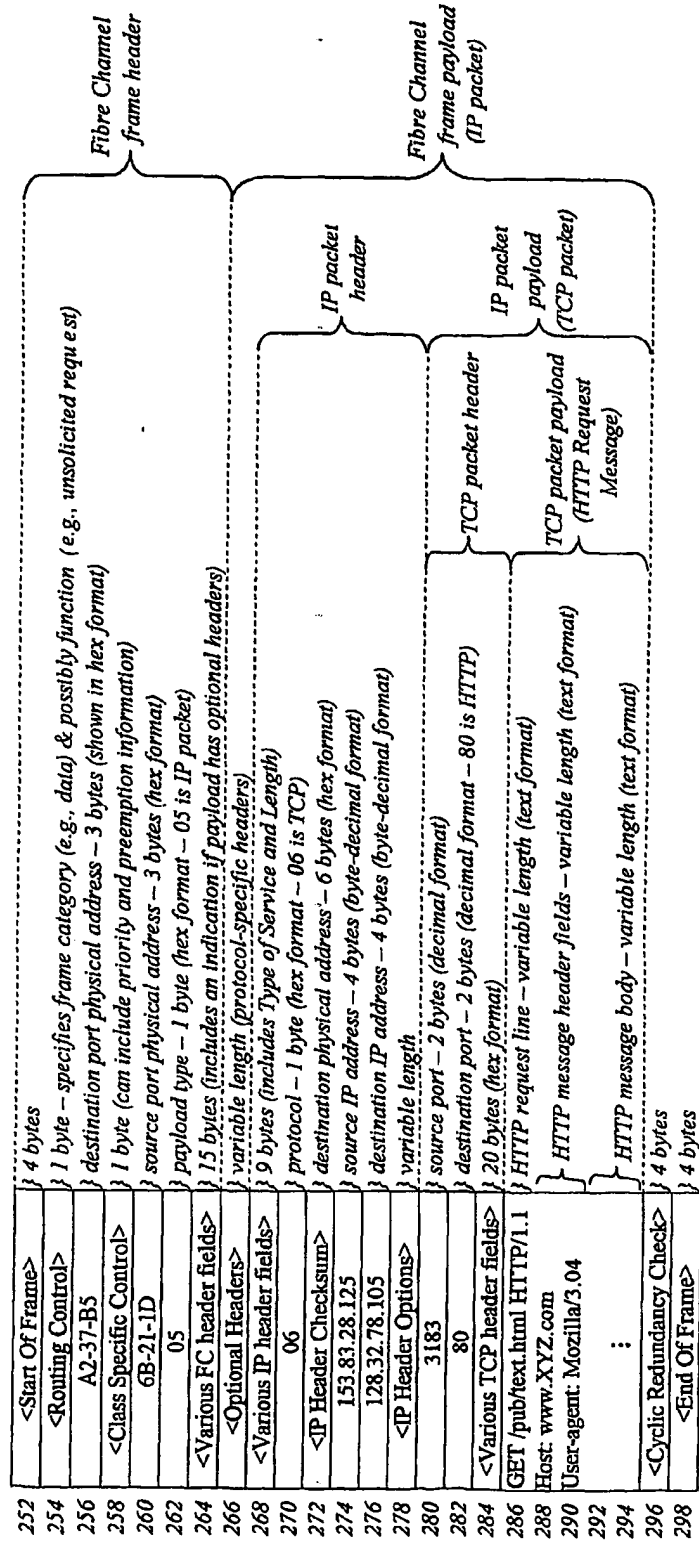 252 <Start Of Frame> } 4 bytes
254 <Routing Control> } 1 byte – specifies frame category (e.g., data) & possibly function (e.g., unsolicited request)
256 A2-37-B5 } destination port physical address – 3 bytes (shown in hex format)
258 <Class Specific Control> } 1 byte (can include priority and preemption information)
260 6B-21-1D } source port physical address – 3 bytes (hex format)
262 05 } payload type – 1 byte (hex format – 05 is IP packet)
264 <Various FC header fields> } 15 bytes (includes an indication if payload has optional headers)
266 <Optional Headers> } variable length (protocol-specific headers)
268 <Various IP header fields> } 9 bytes (includes Type of Service and Length)
270 06 } protocol – 1 byte (hex format – 06 is TCP)
272 <IP Header Checksum> } destination physical address – 6 bytes (hex format)
274 153.83.28.125 } source IP address – 4 bytes (byte-decimal format)
276 128.32.78.105 } destination IP address – 4 bytes (byte-decimal format)
278 <IP Header Options> } variable length
280 3183 } source port – 2 bytes (decimal format)
282 80 } destination port – 2 bytes (decimal format – 80 is HTTP)
284 <Various TCP header fields> } 20 bytes (hex format)
286 GET /pub/text.html HTTP/1.1 } HTTP request line – variable length (text format)
288 Host: www.XYZ.com
290 User-agent: Mozilla/3.04
HTTP message header fields – variable length (text format)
292
294 ⋮
HTTP message body – variable length (text format)
296 <Cyclic Redundancy Check> } 4 bytes
298 <End Of Frame> } 4 bytes
TCP packet header
TCP packet payload
(HTTP Request
Message)
IP packet
header
IP packet
payload
(TCP packet)
Fibre Channel
frame header
Fibre Channel
frame payload
(IP packet)